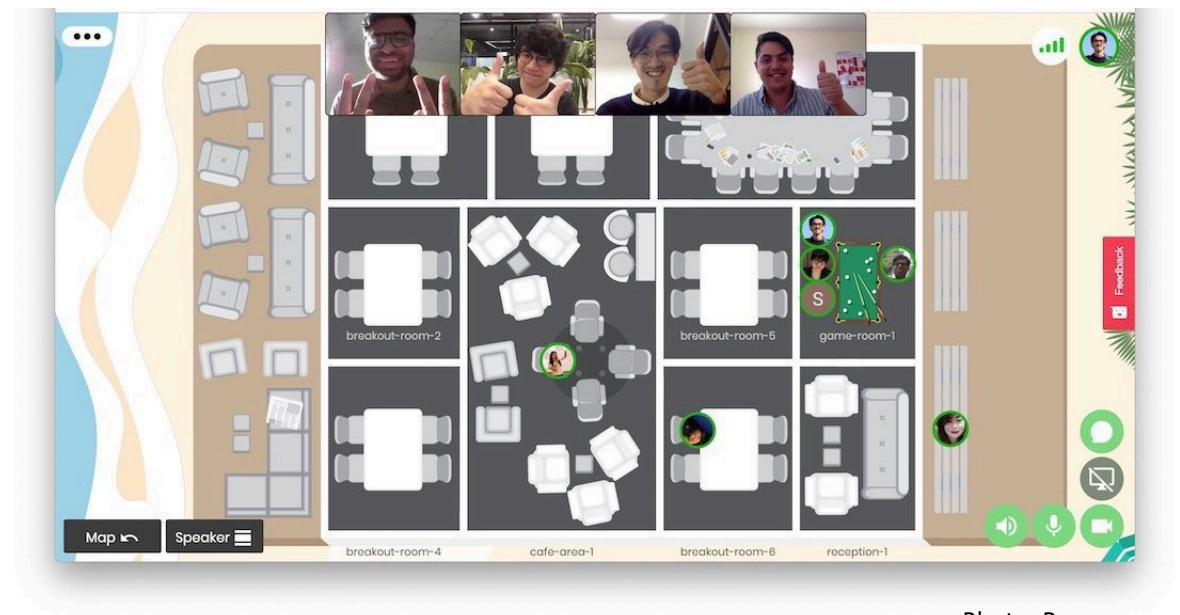 Feedback
breakout-room-2
breakout-room-5
game-room-1
S
Map
Speaker
breakout-room-4
cafe-area-1
breakout-room-6
reception-1